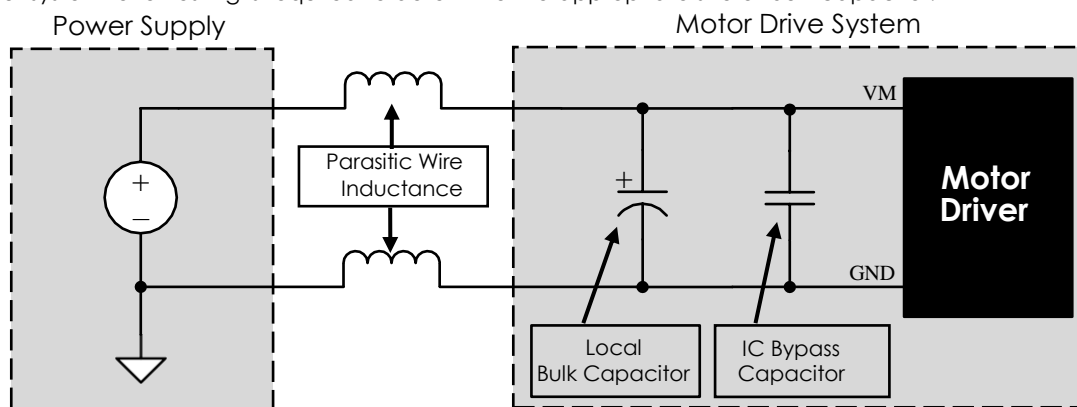 Power Supply
Motor Drive System
VM
Parasitic Wire
Inductance
+
–
+
Motor
Driver
GND
Local
Bulk Capacitor
IC Bypass
Capacitor